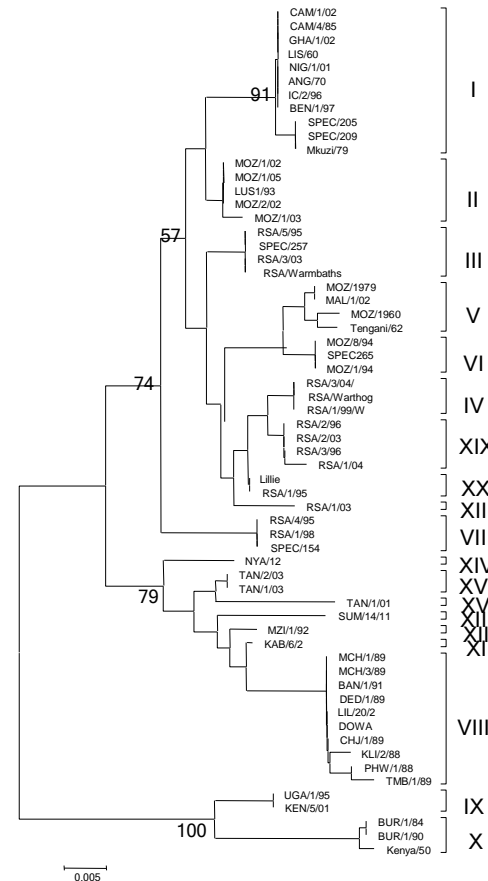 CAM/1/02
CAM/4/85
GHA/1/02
LIS/60
NIG/1/01
ANG/70
IC/2/96
BEN/1/97
SPEC/205
SPEC/209
Mkuzi/79
91
I
MOZ/1/02
MOZ/1/05
LUS1/93
MOZ/2/02
MOZ/1/03
II
57
RSA/5/95
SPEC/257
RSA/3/03
RSA/Warmbaths
III
MOZ/1979
MAL/1/02
MOZ/1960
Tengani/62
V
MOZ/8/94
SPEC265
MOZ/1/94
VI
74
RSA/3/04/
RSA/Warthog
RSA/1/99/W
IV
RSA/2/96
RSA/2/03
RSA/3/96
RSA/1/04
XIX
Lillie
RSA/1/95
XX
RSA/1/03
XII
RSA/4/95
RSA/1/98
SPEC/154
VII
NYA/12
XIV
79
TAN/2/03
TAN/1/03
XV
TAN/1/01
XV
SUM/14/11
XII
MZI/1/92
XII
KAB/6/2
XI
MCH/1/89
MCH/3/89
BAN/1/91
DED/1/89
LIL/20/2
DOWA
CHJ/1/89
KLI/2/88
PHW/1/88
TMB/1/89
VIII
UGA/1/95
KEN/5/01
IX
100
BUR/1/84
BUR/1/90
Kenya/50
X
0.005